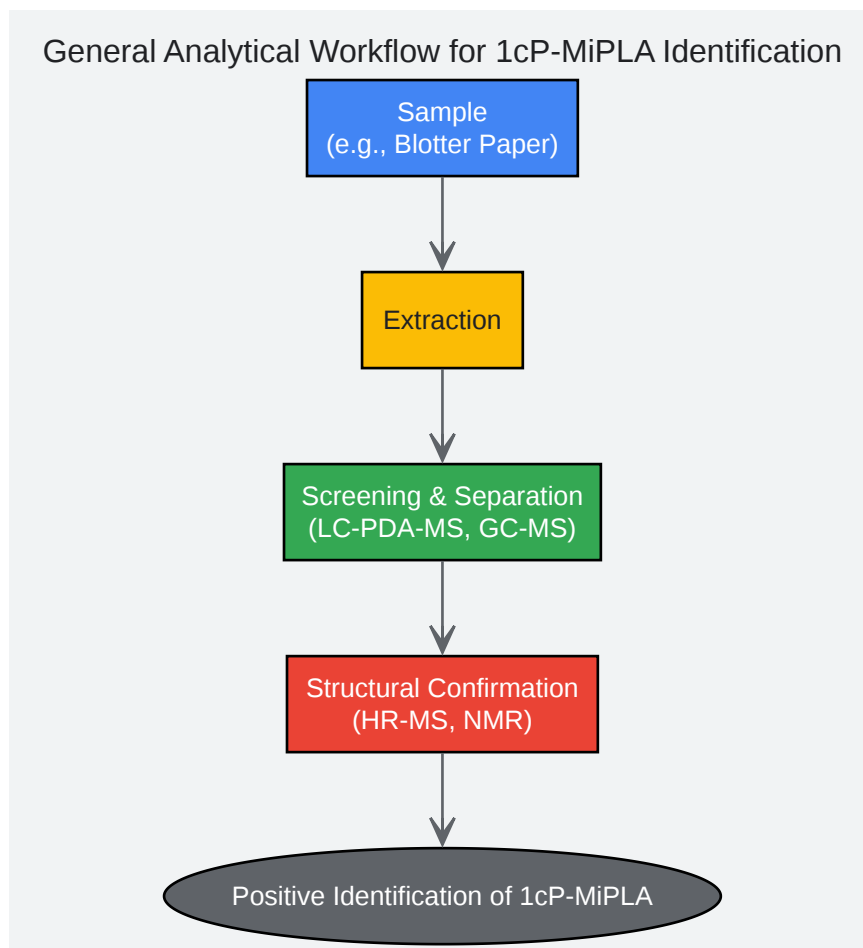 General Analytical Workflow for 1cP-MiPLA Identification
Sample
(e.g., Blotter Paper)
Extraction
Screening & Separation
(LC-PDA-MS, GC-MS)
Structural Confirmation
(HR-MS, NMR)
Positive Identification of 1cP-MiPLA